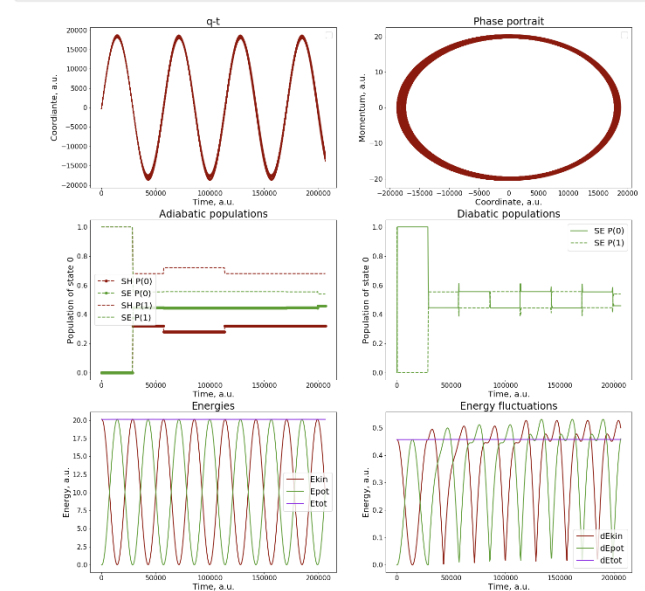 q-t
Coordiante, a.u.
20000
15000
10000
5000
0
−5000
−10000
−15000
−20000
0 50000 100000 150000 200000
Time, a.u.
Phase portrait
Momentum, a.u.
20
10
0
−10
−20
−20000 −15000 −10000 −5000 0 5000 10000 15000 20000
Coordinate, a.u.
Adiabatic populations
Population of state 0
1.0
0.8
0.6
0.4
0.2
0.0
SH P(0)
SE P(0)
SH P(1)
SE P(1)
0 50000 100000 150000 200000
Time, a.u.
Diabatic populations
Population of state 0
1.0
0.8
0.6
0.4
0.2
0.0
SE P(0)
SE P(1)
0 50000 100000 150000 200000
Time, a.u.
Energies
Energy, a.u.
20.0
17.5
15.0
12.5
10.0
7.5
5.0
2.5
0.0
Ekin
Epot
Etot
0 50000 100000 150000 200000
Time, a.u.
Energy fluctuations
Energy, a.u.
0.5
0.4
0.3
0.2
0.1
0.0
dEkin
dEpot
dEtot
0 50000 100000 150000 200000
Time, a.u.